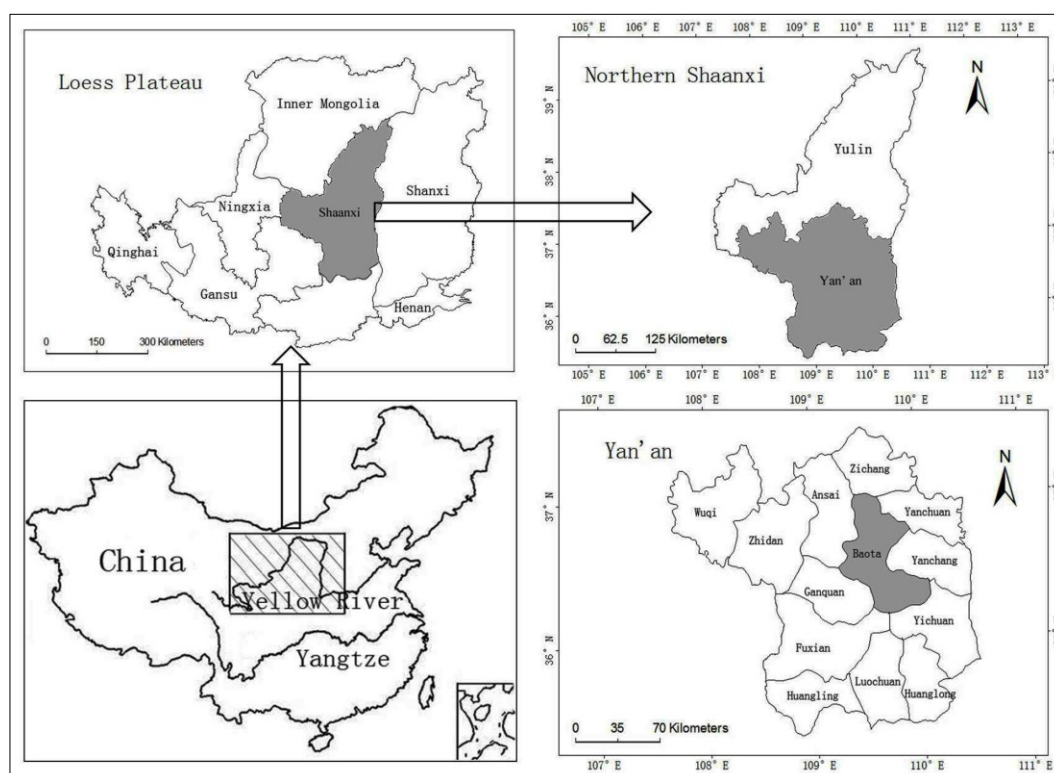 Loess Plateau
Inner Mongolia
Shanxi
Shaanxi
Ningxia
Qinghai
Gansu
Henan
0 150 300 Kilometers
105° E 106° E 107° E 108° E 109° E 110° E 111° E 112° E 113° E
Northern Shaanxi
N
39° N
38° N
37° N
36° N
Yulin
Yan'an
0 62.5 125 Kilometers
105° E 106° E 107° E 108° E 109° E 110° E 111° E 112° E 113° E
China
Yellow River
Yangtze
107° E 108° E 109° E 110° E 111° E
Yan'an
N
37° N
36° N
Zichang
Ansai
Wuqi
Yanchuan
Zhidan
Baota
Yanchang
Ganquan
Yichuan
Fuxian
Luochuan
Huangling
Huanglong
0 35 70 Kilometers
107° E 108° E 109° E 110° E 111° E